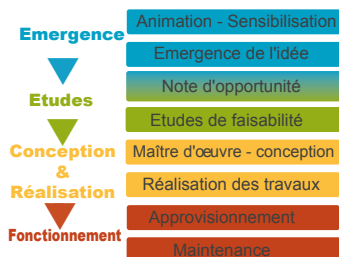 Emergence
Animation - Sensibilisation
Emergence de l'idée
Note d'opportunité
Etudes
Etudes de faisabilité
Conception
&
Réalisation
Maître d'œuvre - conception
Réalisation des travaux
Fonctionnement
Approvisionnement
Maintenance